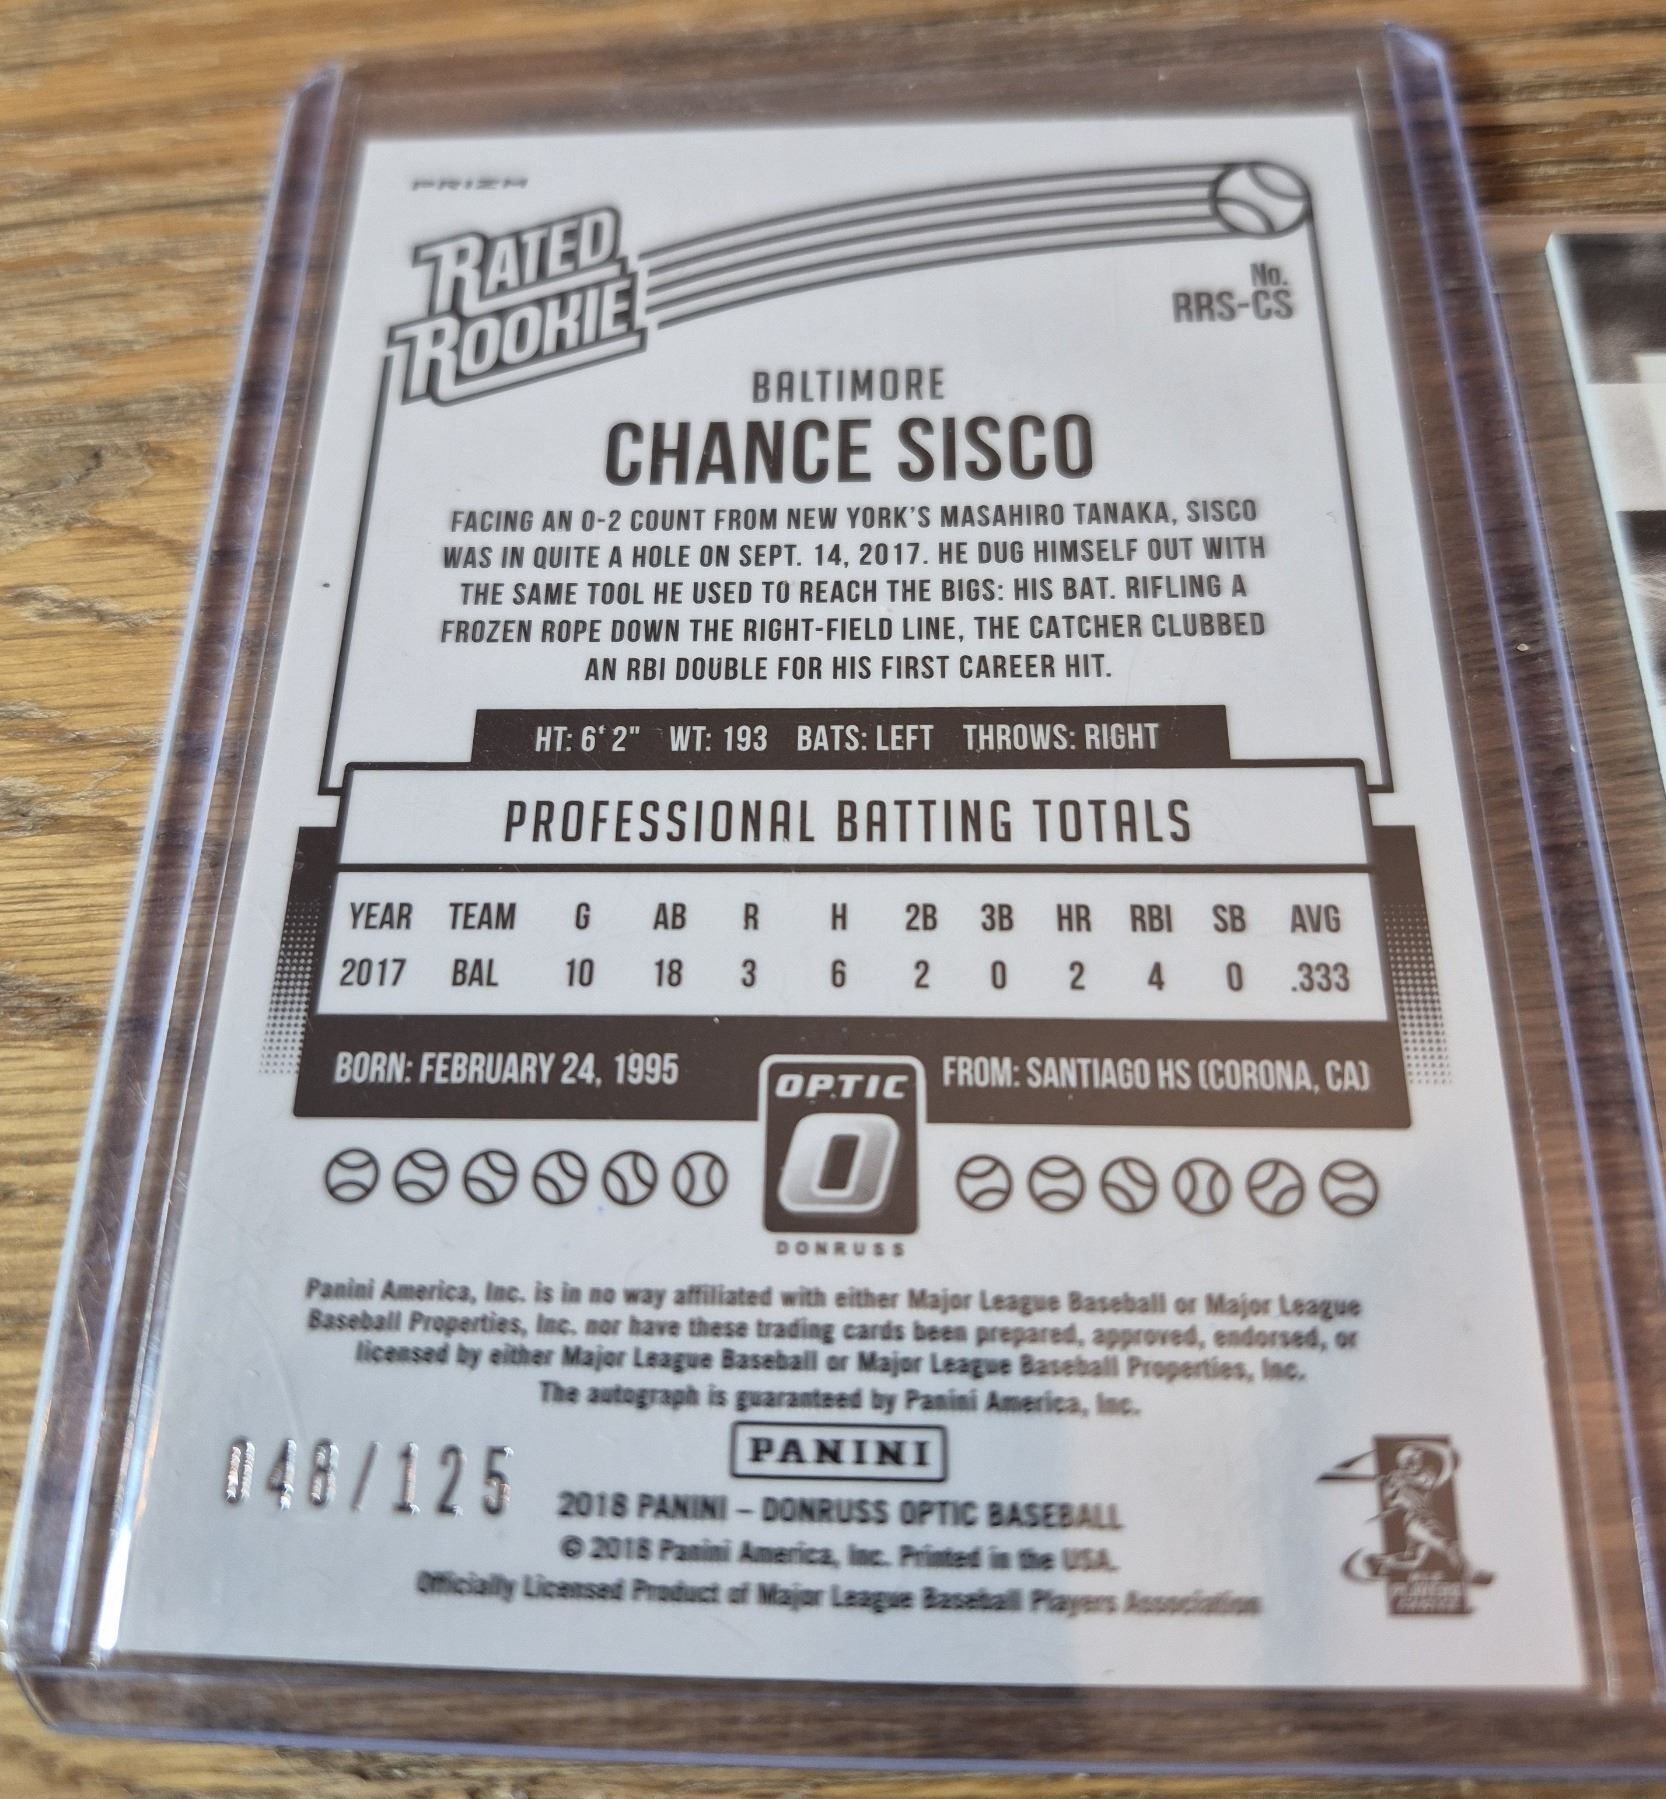 PRIZM
RATED
ROOKIE
No.
RRS-CS
BALTIMORE
CHANCE SISCO
FACING AN 0-2 COUNT FROM NEW YORK'S MASAHIRO TANAKA, SISCO
WAS IN QUITE A HOLE ON SEPT. 14, 2017. HE DUG HIMSELF OUT WITH
THE SAME TOOL HE USED TO REACH THE BIGS: HIS BAT. RIFLING A
FROZEN ROPE DOWN THE RIGHT-FIELD LINE, THE CATCHER CLUBBED
AN RBI DOUBLE FOR HIS FIRST CAREER HIT.
HT: 6' 2" WT: 193 BATS: LEFT THROWS: RIGHT
PROFESSIONAL BATTING TOTALS
YEAR TEAM G AB R H 2B 3B HR RBI SB AVG
2017 BAL 10 18 3 6 2 0 2 4 0 .333
BORN: FEBRUARY 24, 1995
FROM: SANTIAGO HS (CORONA, CA)
OPTIC
DONRUSS
Panini America, Inc. is in no way affiliated with either Major League Baseball or Major League
Baseball Properties, Inc. nor have these trading cards been prepared, approved, endorsed, or
licensed by either Major League Baseball or Major League Baseball Properties, Inc.
The autograph is guaranteed by Panini America, Inc.
048/125
PANINI
2018 PANINI – DONRUSS OPTIC BASEBALL
© 2018 Panini America, Inc. Printed in the USA.
Officially Licensed Product of Major League Baseball Players Association